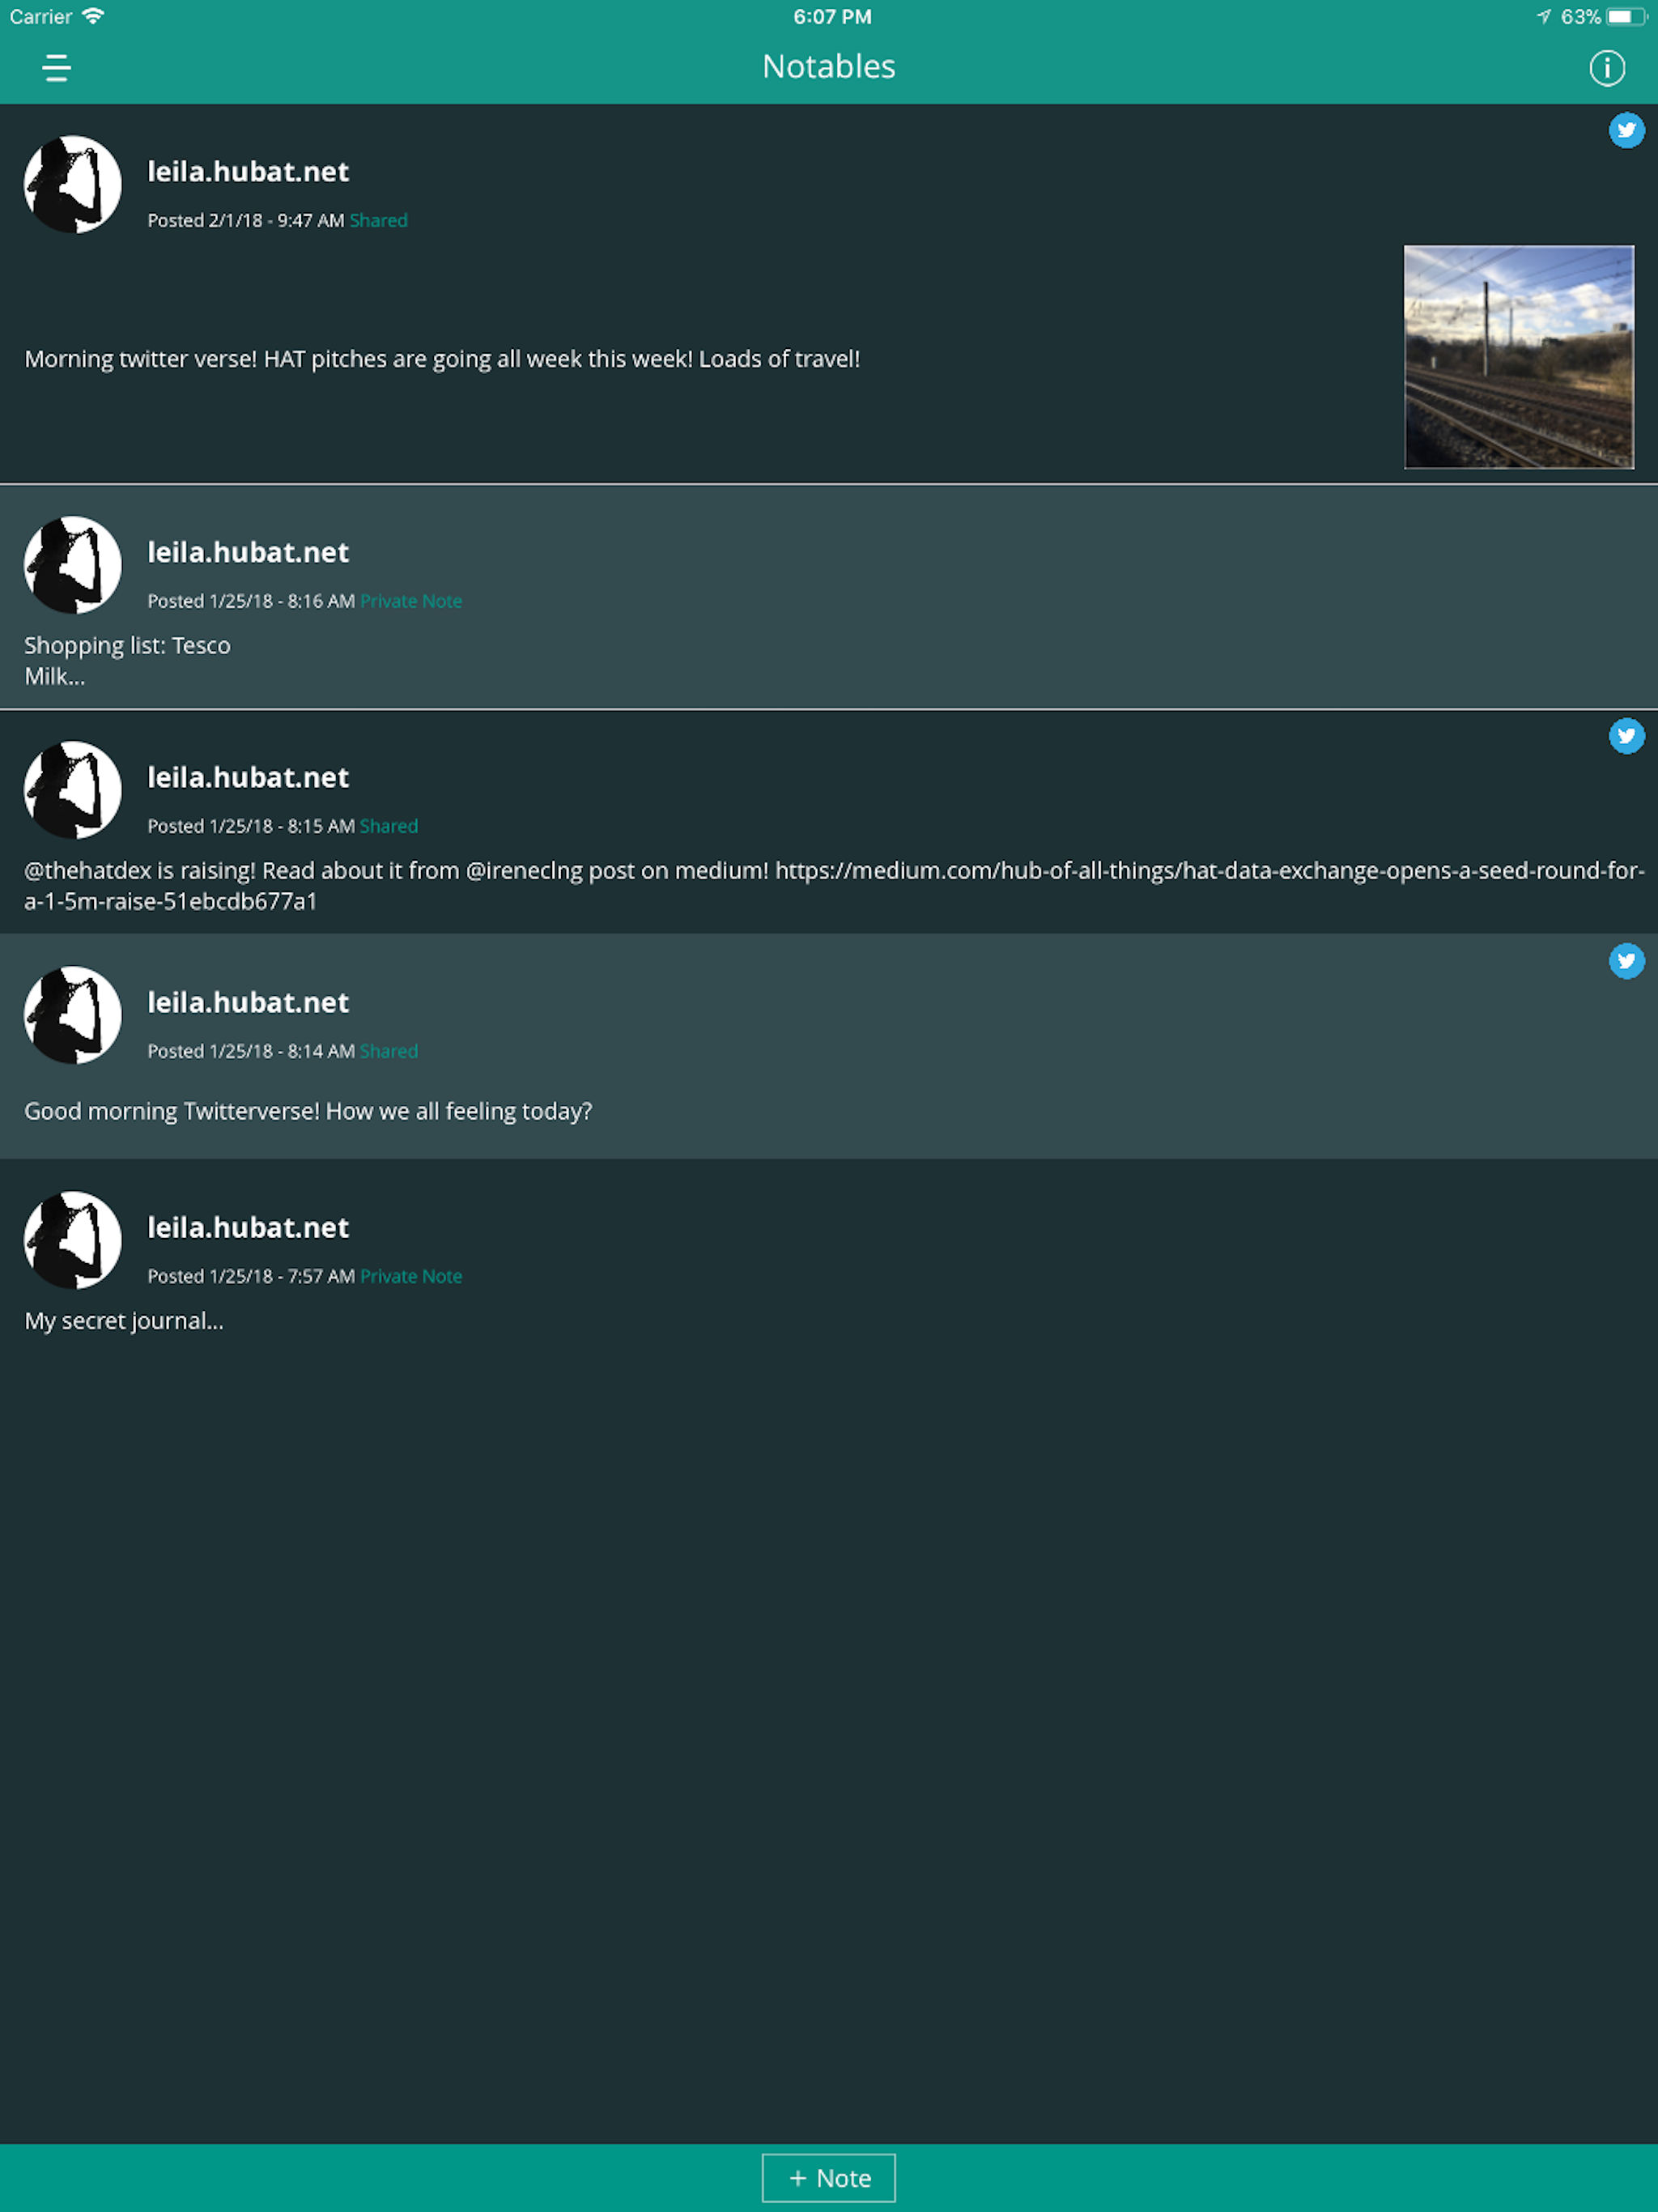 Carrier 6:07 PM 63%
Notables
leila.hubat.net
Posted 2/1/18 - 9:47 AM Shared
Morning twitter verse! HAT pitches are going all week this week! Loads of travel!
leila.hubat.net
Posted 1/25/18 - 8:16 AM Private Note
Shopping list: Tesco
Milk...
leila.hubat.net
Posted 1/25/18 - 8:15 AM Shared
@thehatdex is raising! Read about it from @ireneclng post on medium! https://medium.com/hub-of-all-things/hat-data-exchange-opens-a-seed-round-for-
a-1-5m-raise-51ebcdb677a1
leila.hubat.net
Posted 1/25/18 - 8:14 AM Shared
Good morning Twitterverse! How we all feeling today?
leila.hubat.net
Posted 1/25/18 - 7:57 AM Private Note
My secret journal...
+ Note